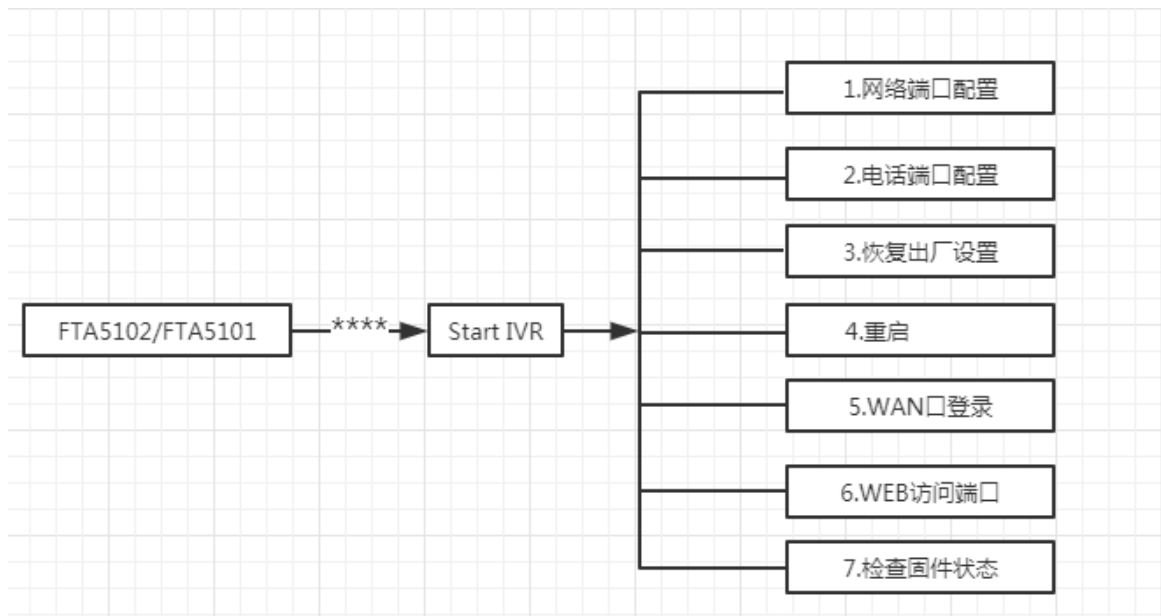 1.网络端口配置
2.电话端口配置
3.恢复出厂设置
FTA5102/FTA5101
****
Start IVR
4.重启
5.WAN口登录
6.WEB访问端口
7.检查固件状态